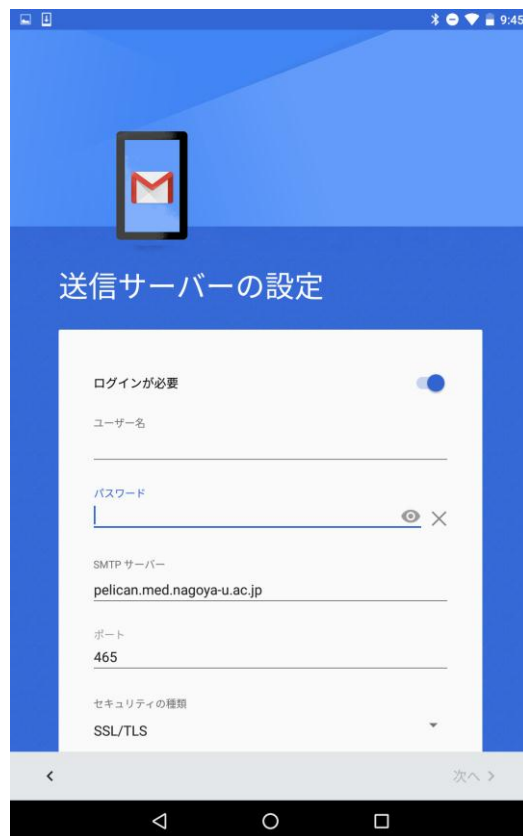 9:45
送信サーバーの設定
ログインが必要
ユーザー名
パスワード
SMTP サーバー
pelican.med.nagoya-u.ac.jp
ポート
465
セキュリティの種類
SSL/TLS
次へ